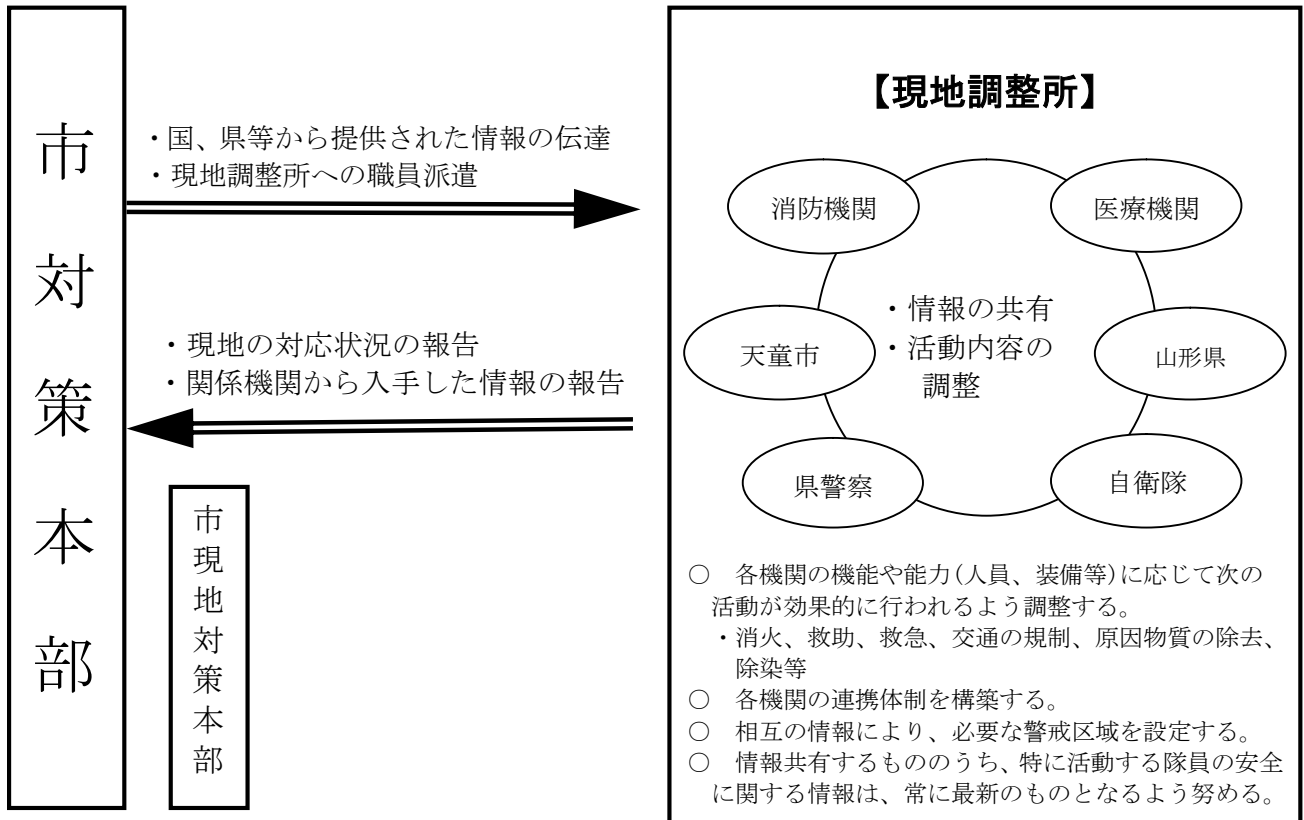 市対策本部
・国、県等から提供された情報の伝達
・現地調整所への職員派遣
・現地の対応状況の報告
・関係機関から入手した情報の報告
市現地対策本部
【現地調整所】
消防機関
医療機関
天童市
・情報の共有
・活動内容の
調整
山形県
県警察
自衛隊
○　各機関の機能や能力(人員、装備等)に応じて次の
活動が効果的に行われるよう調整する。
・消火、救助、救急、交通の規制、原因物質の除去、
除染等
○　各機関の連携体制を構築する。
○　相互の情報により、必要な警戒区域を設定する。
○　情報共有するもののうち、特に活動する隊員の安全
に関する情報は、常に最新のものとなるよう努める。